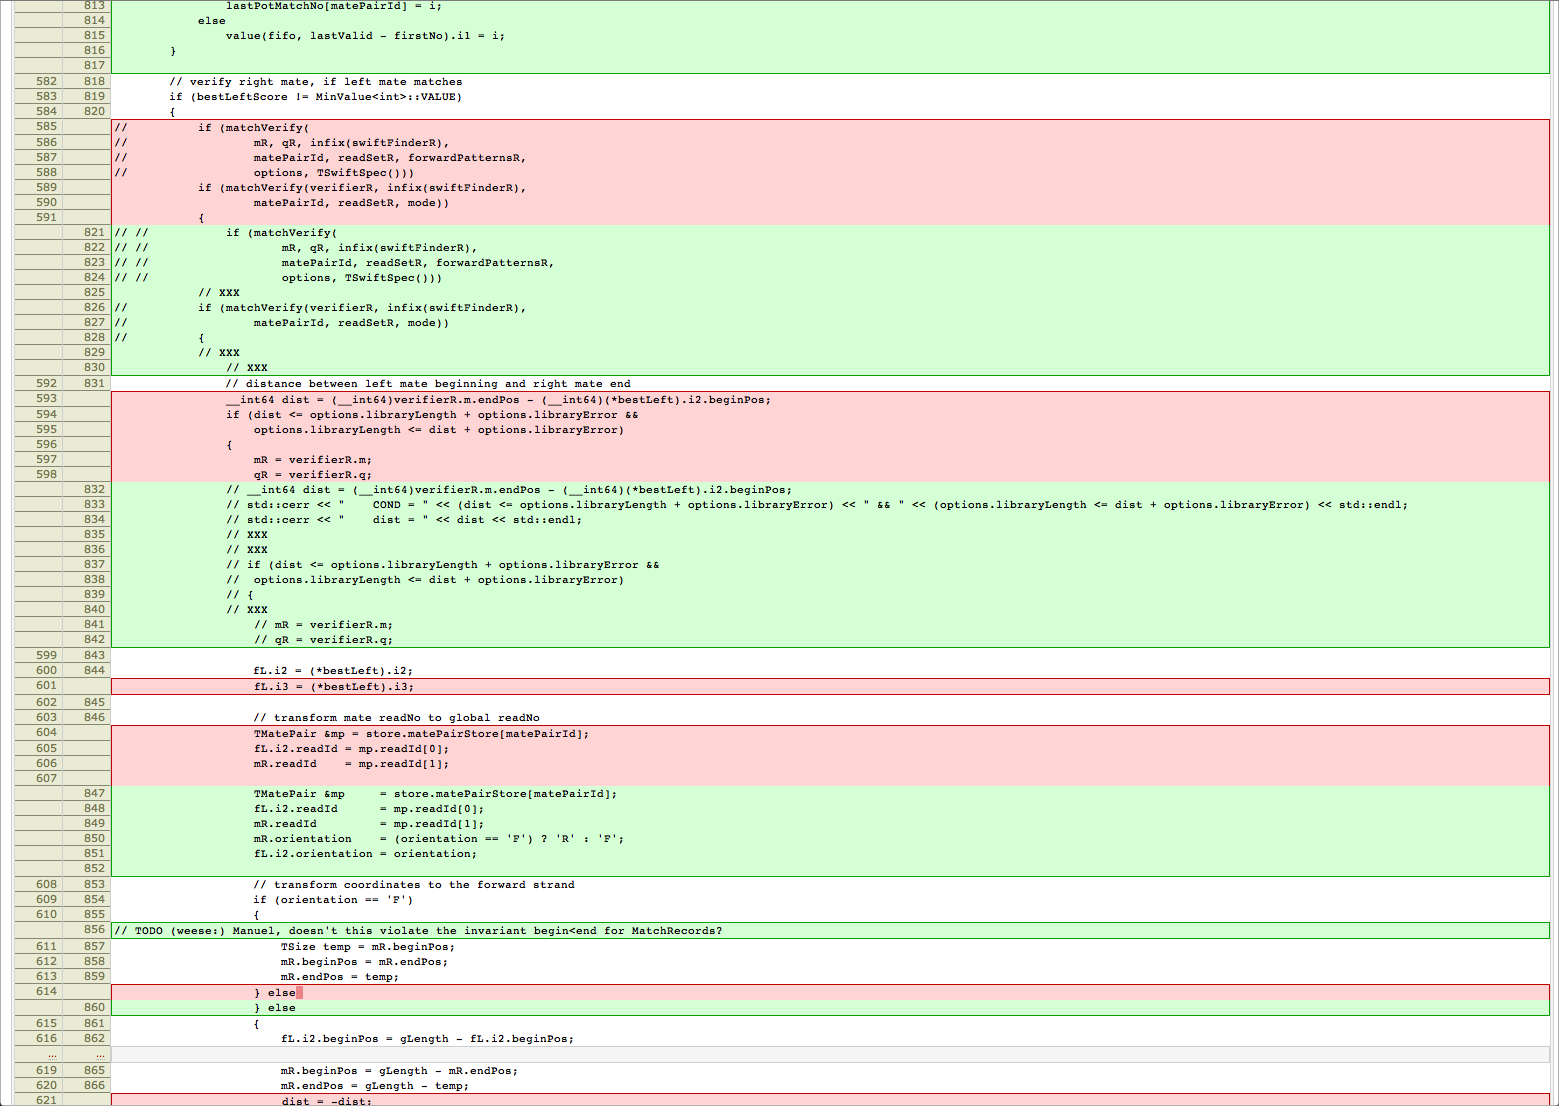 813 lastPotMatchNo[matePairId] = i;
814 else
815 value(fifo, lastValid - firstNo).i1 = i;
816 }
817
582 818 // verify right mate, if left mate matches
583 819 if (bestLeftScore != MinValue<int>::VALUE)
584 820 {
585 // if (matchVerify(
586 // mR, qR, infix(swiftFinderR),
587 // matePairId, readSetR, forwardPatternsR,
588 // options, TSwiftSpec()))
589 if (matchVerify(verifierR, infix(swiftFinderR),
590 matePairId, readSetR, mode))
591 {
821 // // if (matchVerify(
822 // // mR, qR, infix(swiftFinderR),
823 // // matePairId, readSetR, forwardPatternsR,
824 // // options, TSwiftSpec()))
825 // XXX
826 // if (matchVerify(verifierR, infix(swiftFinderR),
827 // matePairId, readSetR, mode))
828 // {
829 // XXX
830 // XXX
592 831 // distance between left mate beginning and right mate end
593 __int64 dist = (__int64)verifierR.m.endPos - (__int64)(*bestLeft).i2.beginPos;
594 if (dist <= options.libraryLength + options.libraryError &&
595 options.libraryLength <= dist + options.libraryError)
596 {
597 mR = verifierR.m;
598 qR = verifierR.q;
832 // __int64 dist = (__int64)verifierR.m.endPos - (__int64)(*bestLeft).i2.beginPos;
833 // std::cerr << "    COND = " << (dist <= options.libraryLength + options.libraryError) << " && " << (options.libraryLength <= dist + options.libraryError) << std::endl;
834 // std::cerr << "    dist = " << dist << std::endl;
835 // XXX
836 // XXX
837 // if (dist <= options.libraryLength + options.libraryError &&
838 //  options.libraryLength <= dist + options.libraryError)
839 // {
840 // XXX
841 // mR = verifierR.m;
842 // qR = verifierR.q;
599 843
600 844 fL.i2 = (*bestLeft).i2;
601 fL.i3 = (*bestLeft).i3;
602 845
603 846 // transform mate readNo to global readNo
604 TMatePair &mp = store.matePairStore[matePairId];
605 fL.i2.readId = mp.readId[0];
606 mR.readId    = mp.readId[1];
607
847 TMatePair &mp     = store.matePairStore[matePairId];
848 fL.i2.readId      = mp.readId[0];
849 mR.readId         = mp.readId[1];
850 mR.orientation    = (orientation == 'F') ? 'R' : 'F';
851 fL.i2.orientation = orientation;
852
608 853 // transform coordinates to the forward strand
609 854 if (orientation == 'F')
610 855 {
856 // TODO (weese:) Manuel, doesn't this violate the invariant begin<end for MatchRecords?
611 857 TSize temp = mR.beginPos;
612 858 mR.beginPos = mR.endPos;
613 859 mR.endPos = temp;
614 } else
860 } else
615 861 {
616 862 fL.i2.beginPos = gLength - fL.i2.beginPos;
... ...
619 865 mR.beginPos = gLength - mR.endPos;
620 866 mR.endPos = gLength - temp;
621 dist = -dist;